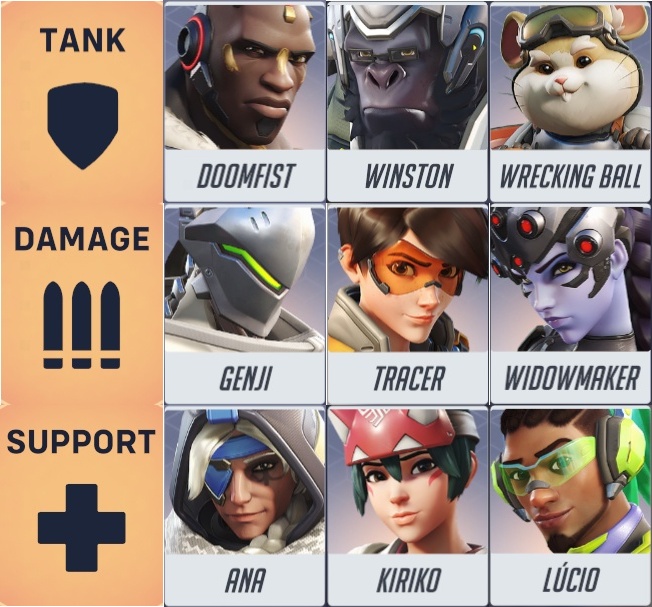 TANK
DOOMFIST
WINSTON
WRECKING BALL
DAMAGE
GENJI
TRACER
WIDOWMAKER
SUPPORT
ANA
KIRIKO
LÚCIO